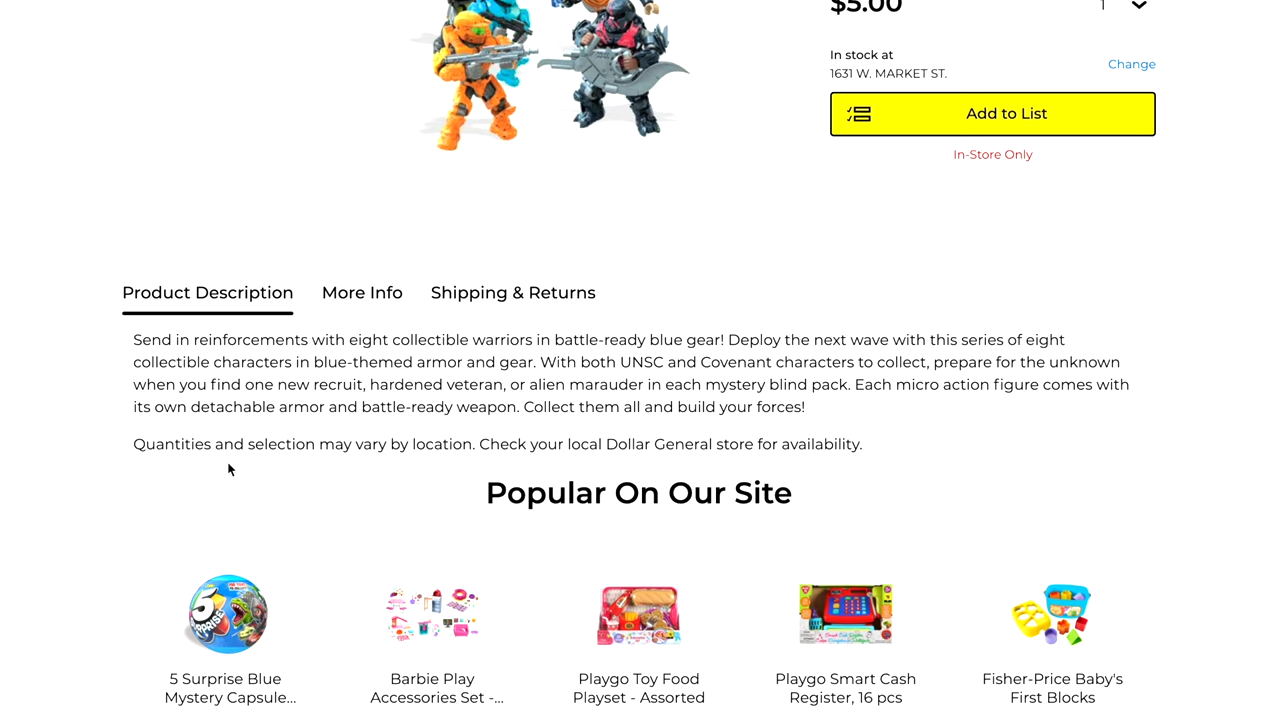 $5.00
1
In stock at
1631 W. MARKET ST.
Change
Add to List
In-Store Only
Product Description
More Info
Shipping & Returns
Send in reinforcements with eight collectible warriors in battle-ready blue gear! Deploy the next wave with this series of eight
collectible characters in blue-themed armor and gear. With both UNSC and Covenant characters to collect, prepare for the unknown
when you find one new recruit, hardened veteran, or alien marauder in each mystery blind pack. Each micro action figure comes with
its own detachable armor and battle-ready weapon. Collect them all and build your forces!
Quantities and selection may vary by location. Check your local Dollar General store for availability.
Popular On Our Site
5 Surprise Blue
Mystery Capsule...
Barbie Play
Accessories Set -...
Playgo Toy Food
Playset - Assorted
Playgo Smart Cash
Register, 16 pcs
Fisher-Price Baby's
First Blocks